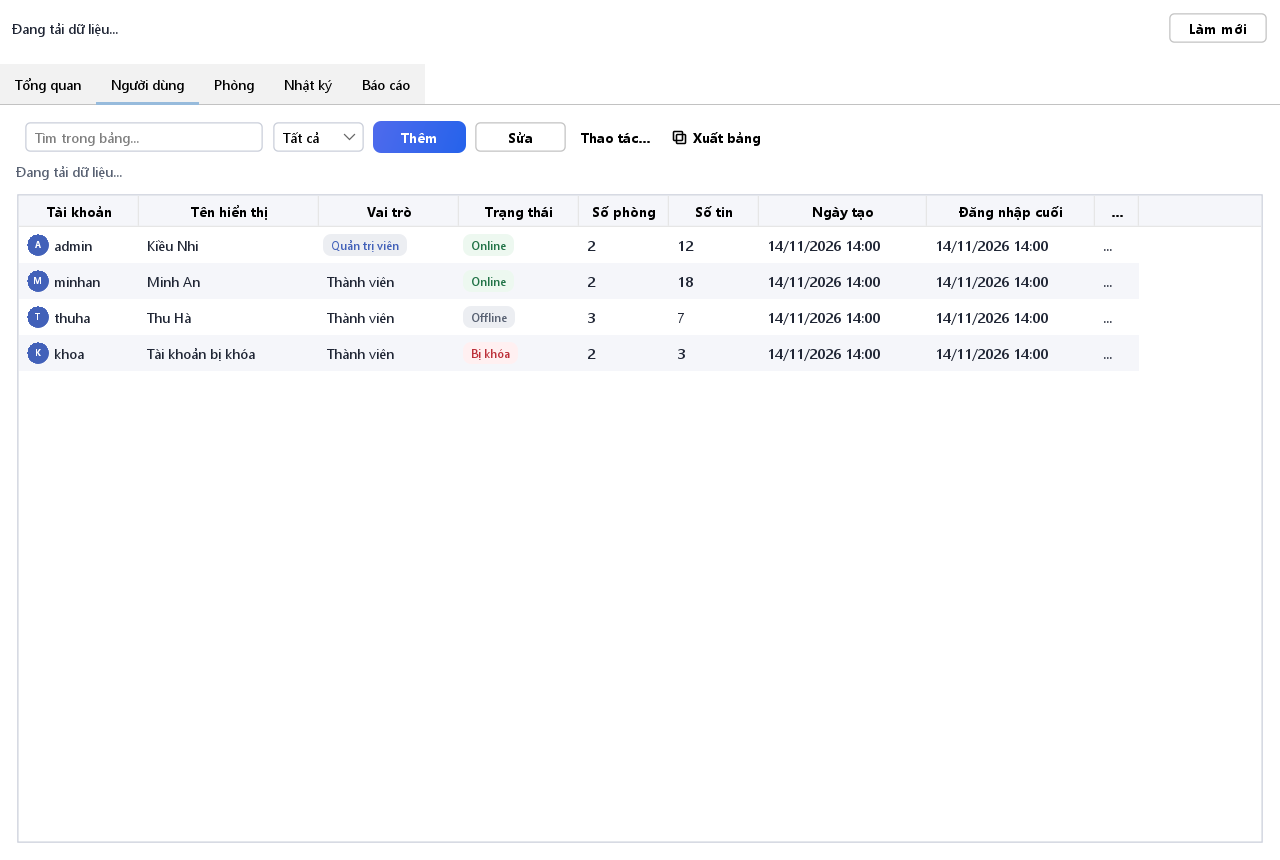 Đang tải dữ liệu...
Làm mới
Tổng quan Người dùng Phòng Nhật ký Báo cáo
Tìm trong bảng... Tất cả Thêm Sửa Thao tác... Xuất bảng
Đang tải dữ liệu...
Tài khoản Tên hiển thị Vai trò Trạng thái Số phòng Số tin Ngày tạo Đăng nhập cuối ...
A admin Kiều Nhi Quản trị viên Online 2 12 14/11/2026 14:00 14/11/2026 14:00 ...
M minhan Minh An Thành viên Online 2 18 14/11/2026 14:00 14/11/2026 14:00 ...
T thuha Thu Hà Thành viên Offline 3 7 14/11/2026 14:00 14/11/2026 14:00 ...
K khoa Tài khoản bị khóa Thành viên Bị khóa 2 3 14/11/2026 14:00 14/11/2026 14:00 ...